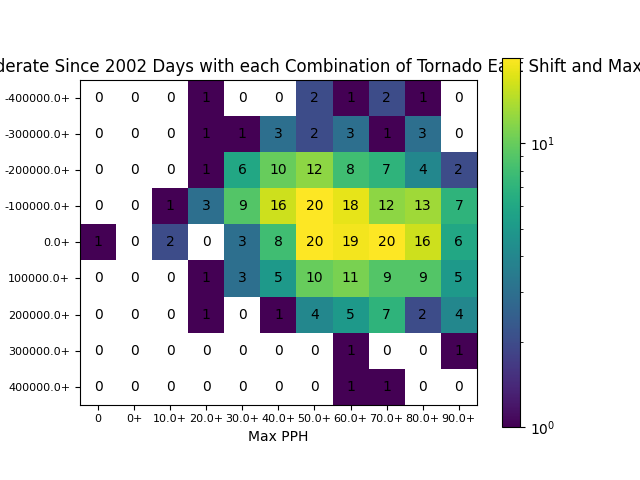 derate Since 2002 Days with each Combination of Tornado Ea Shift and Max
-400000.0+ 0 0 0 1 0 0 2 1 2 1 0
-300000.0+ 0 0 0 1 1 3 2 3 1 3 0
-200000.0+ 0 0 0 1 6 10 12 8 7 4 2
-100000.0+ 0 0 1 3 9 16 20 18 12 13 7
0.0+ 1 0 2 0 3 8 20 19 20 16 6
100000.0+ 0 0 0 1 3 5 10 11 9 9 5
200000.0+ 0 0 0 1 0 1 4 5 7 2 4
300000.0+ 0 0 0 0 0 0 0 1 0 0 1
400000.0+ 0 0 0 0 0 0 0 1 1 0 0
0 0+ 10.0+ 20.0+ 30.0+ 40.0+ 50.0+ 60.0+ 70.0+ 80.0+ 90.0+
Max PPH
10¹
10⁰